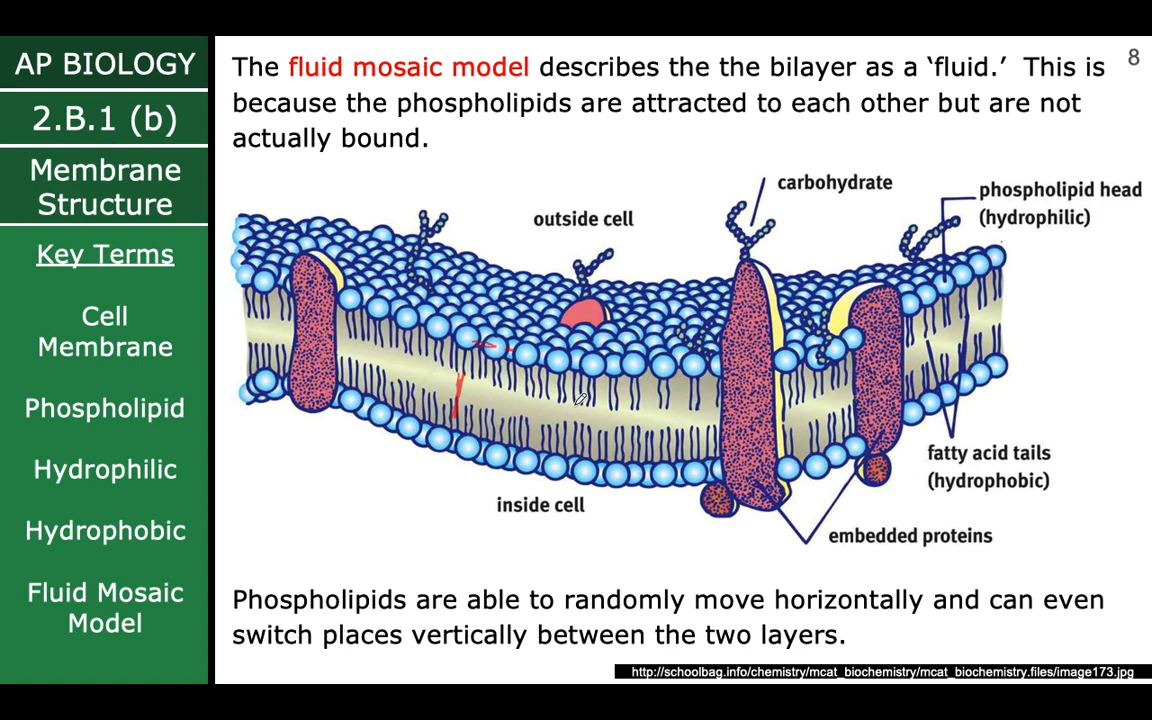 AP BIOLOGY
2.B.1 (b)
Membrane
Structure
Key Terms
Cell
Membrane
Phospholipid
Hydrophilic
Hydrophobic
Fluid Mosaic
Model
8
The fluid mosaic model describes the the bilayer as a ‘fluid.’ This is
because the phospholipids are attracted to each other but are not
actually bound.
carbohydrate
phospholipid head
(hydrophilic)
outside cell
fatty acid tails
(hydrophobic)
inside cell
embedded proteins
Phospholipids are able to randomly move horizontally and can even
switch places vertically between the two layers.
http://schoolbag.info/chemistry/mcat_biochemistry/mcat_biochemistry.files/image173.jpg